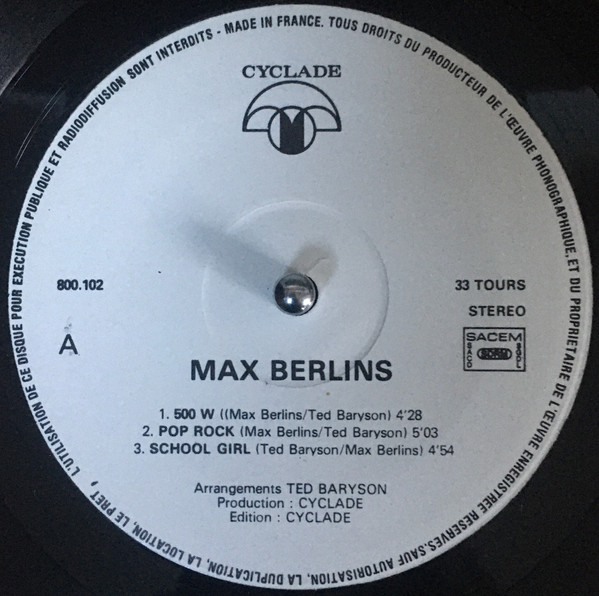 CYCLADE
800.102
33 TOURS
STEREO
SACEM
SACD SDRM SGDL
A
MAX BERLINS
1. 500 W ((Max Berlins/Ted Baryson) 4'28
2. POP ROCK (Max Berlins/Ted Baryson) 5'03
3. SCHOOL GIRL (Ted Baryson/Max Berlins) 4'54
Arrangements TED BARYSON
Production : CYCLADE
Edition : CYCLADE
MADE IN FRANCE. TOUS DROITS DU PRODUCTEUR DE L'ŒUVRE PHONOGRAPHIQUE, ET DU PROPRIETAIRE DE L'ŒUVRE ENREGISTREE RESERVES. SAUF AUTORISATION, LA DUPLICATION, LA LOCATION, LE PRET, L'UTILISATION DE CE DISQUE POUR EXECUTION PUBLIQUE ET RADIODIFFUSION SONT INTERDITS -